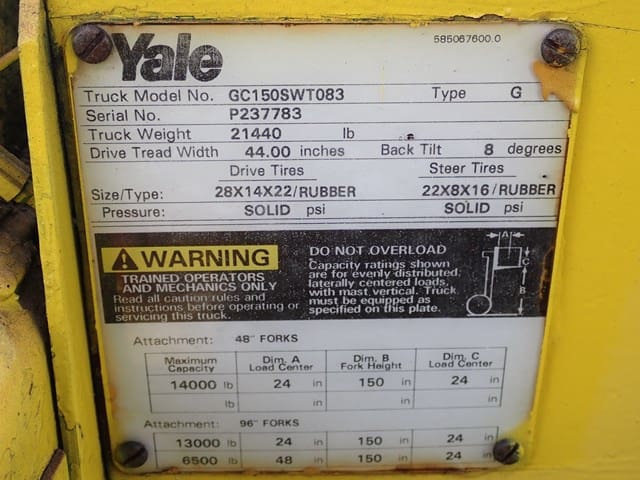 585067600.0
Yale
Truck Model No. GC150SWT083 Type G
Serial No. P237783
Truck Weight 21440 lb
Drive Tread Width 44.00 inches Back Tilt 8 degrees
Drive Tires Steer Tires
Size/Type: 28X14X22/RUBBER 22X8X16/RUBBER
Pressure: SOLID psi SOLID psi
WARNING
TRAINED OPERATORS
AND MECHANICS ONLY
Read all caution rules and
instructions before operating or
servicing this truck.
DO NOT OVERLOAD
Capacity ratings shown
are for evenly distributed,
laterally centered loads,
with mast vertical. Truck
must be equipped as
specified on this plate.
A
C
B
Attachment: 48" FORKS
Maximum Capacity Dim. A Load Center Dim. B Fork Height Dim. C Load Center
14000 lb 24 in 150 in 24 in
lb in in in
Attachment: 96" FORKS
13000 lb 24 in 150 in 24 in
6500 lb 48 in 150 in 24 in